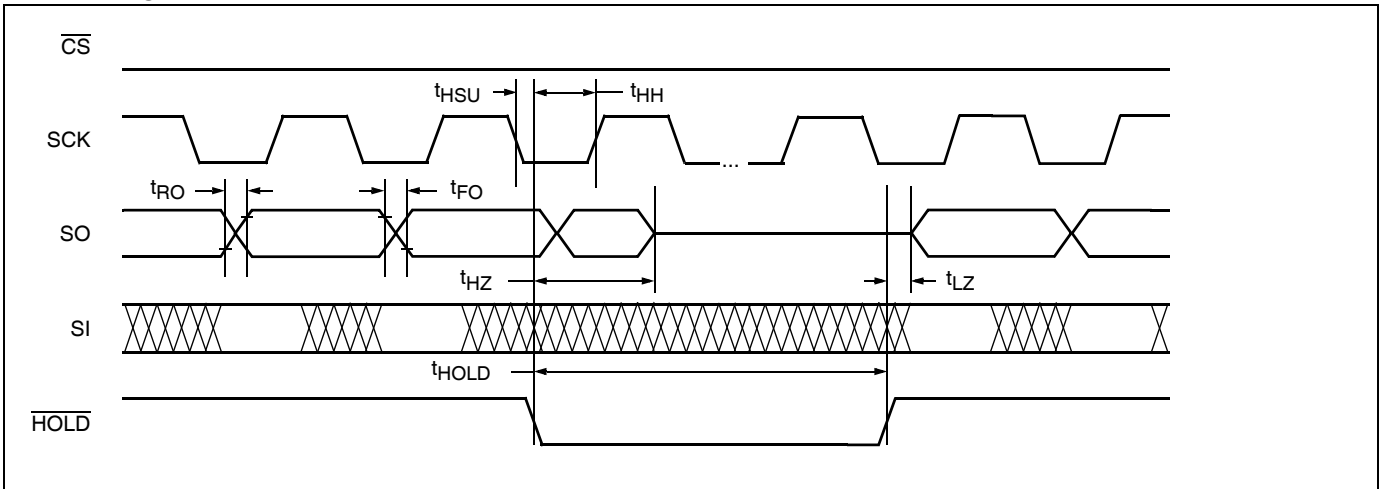 CS
tHSU
tHH
SCK
...
tRO
tFO
SO
tHZ
tLZ
SI
tHOLD
HOLD